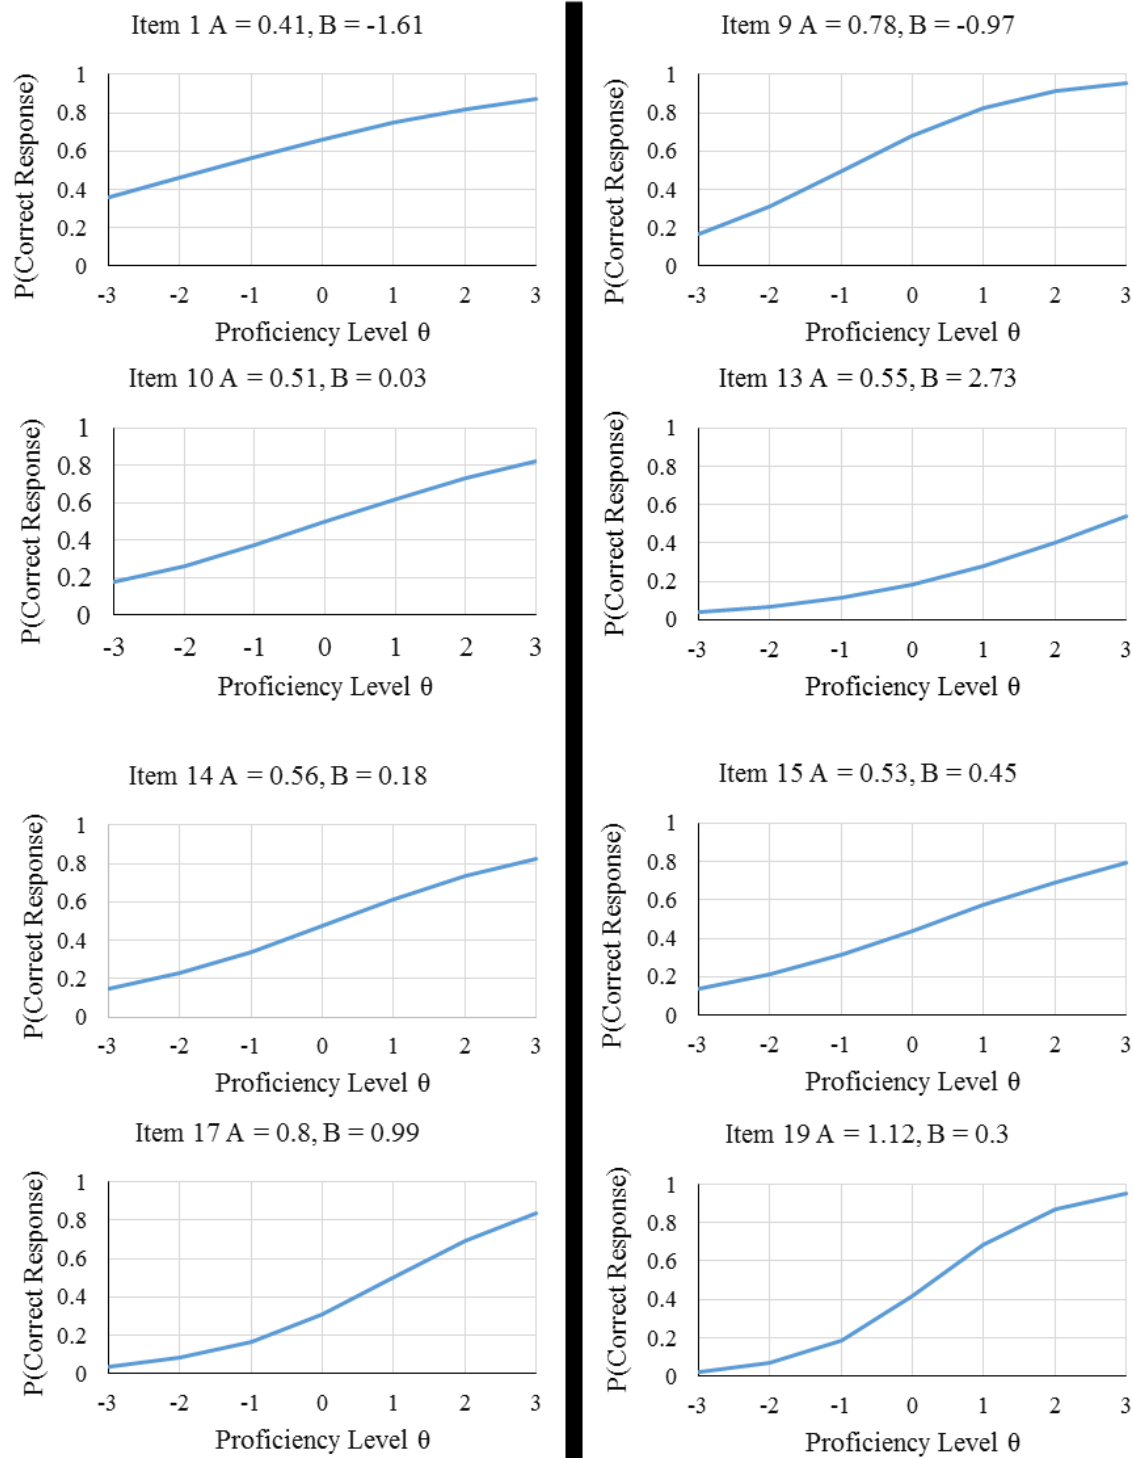 Item 1 A = 0.41, B = -1.61
P(Correct Response)
1
0.8
0.6
0.4
0.2
0
-3 -2 -1 0 1 2 3
Proficiency Level θ
Item 9 A = 0.78, B = -0.97
P(Correct Response)
1
0.8
0.6
0.4
0.2
0
-3 -2 -1 0 1 2 3
Proficiency Level θ
Item 10 A = 0.51, B = 0.03
P(Correct Response)
1
0.8
0.6
0.4
0.2
0
-3 -2 -1 0 1 2 3
Proficiency Level θ
Item 13 A = 0.55, B = 2.73
P(Correct Response)
1
0.8
0.6
0.4
0.2
0
-3 -2 -1 0 1 2 3
Proficiency Level θ
Item 14 A = 0.56, B = 0.18
P(Correct Response)
1
0.8
0.6
0.4
0.2
0
-3 -2 -1 0 1 2 3
Proficiency Level θ
Item 15 A = 0.53, B = 0.45
P(Correct Response)
1
0.8
0.6
0.4
0.2
0
-3 -2 -1 0 1 2 3
Proficiency Level θ
Item 17 A = 0.8, B = 0.99
P(Correct Response)
1
0.8
0.6
0.4
0.2
0
-3 -2 -1 0 1 2 3
Proficiency Level θ
Item 19 A = 1.12, B = 0.3
P(Correct Response)
1
0.8
0.6
0.4
0.2
0
-3 -2 -1 0 1 2 3
Proficiency Level θ